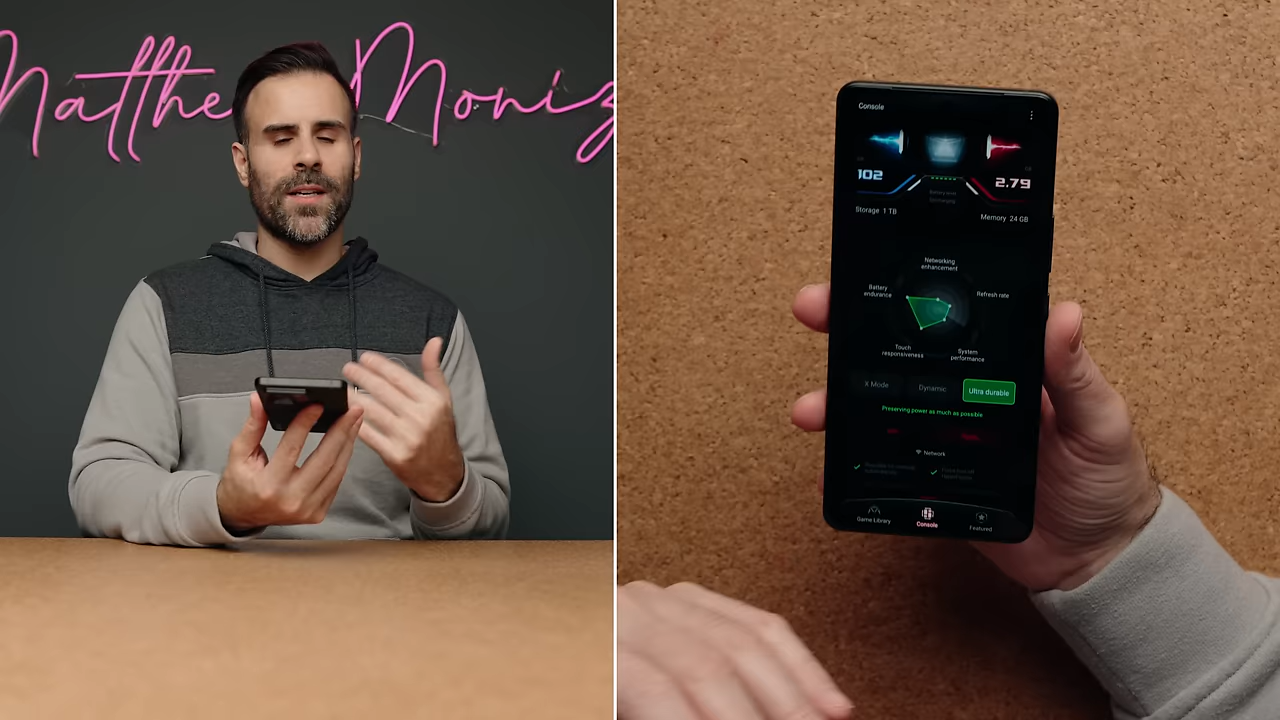 Matthe Moniz
Console
102
2.79
Storage 1 TB
Memory 24 GB
Networking
enhancement
Battery
endurance
Refresh rate
Touch
responsiveness
System
performance
X Mode
Dynamic
Ultra durable
Preserving power as much as possible
Network
Game Library
Console
Featured